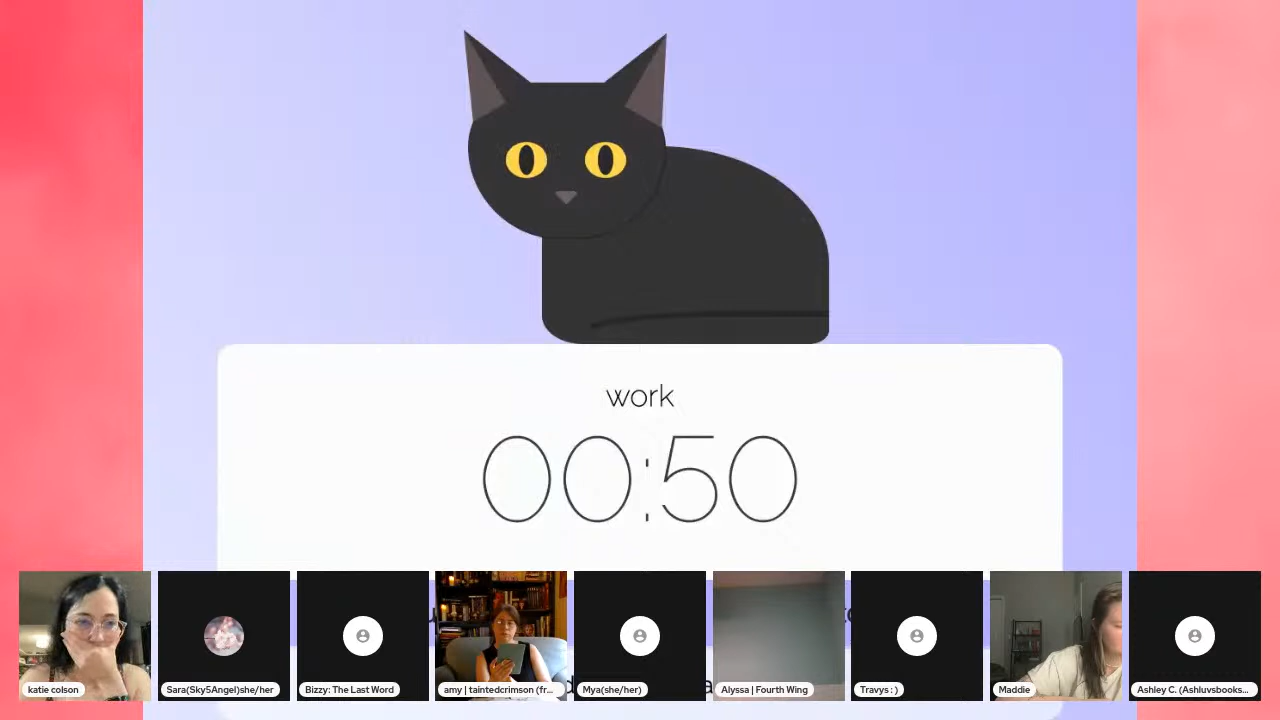 work
00:50
katie colson
Sara(Sky5Angel)she/her
Bizzy: The Last Word
amy | taintedcrimson (fr...
Mya(she/her)
Alyssa | Fourth Wing
Travys : )
Maddie
Ashley C. (Ashluvsbooks...